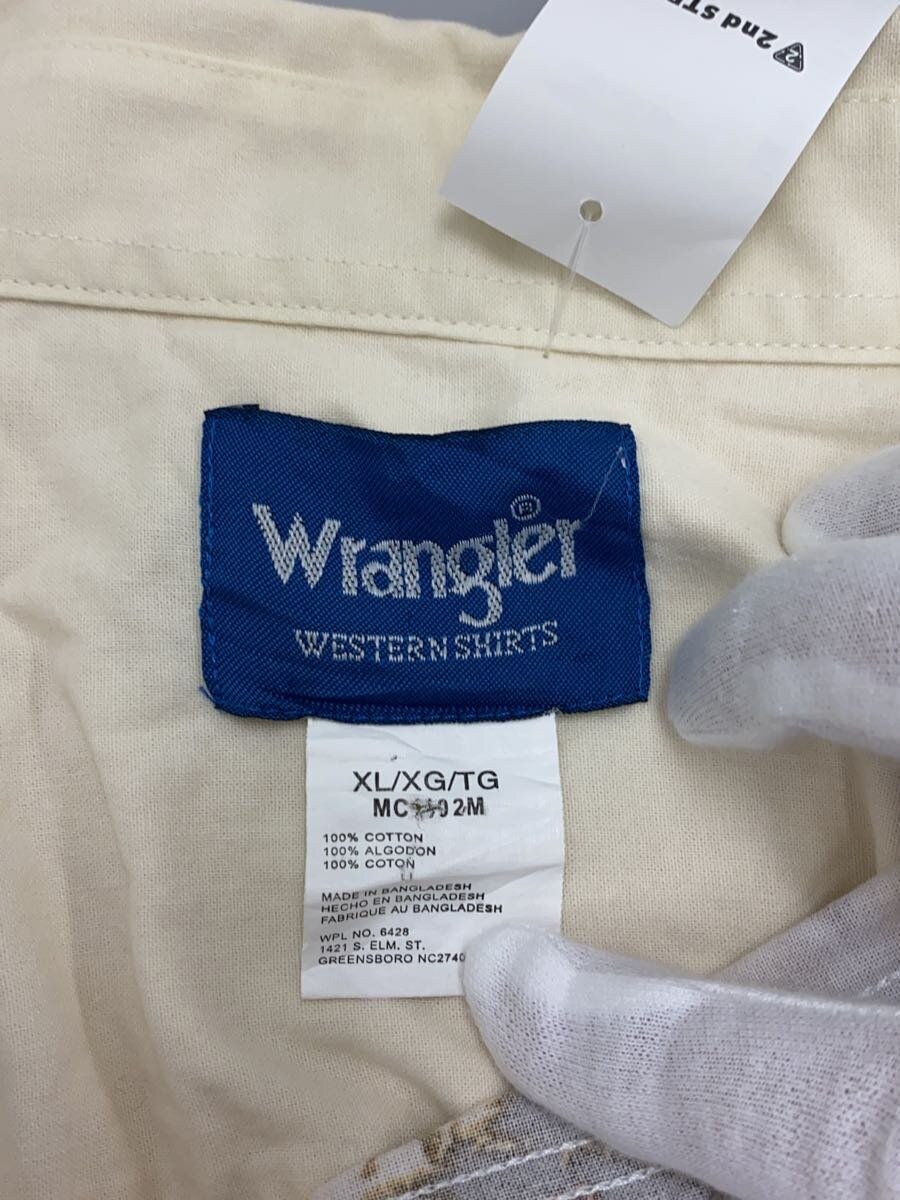 2nd
Wrangler
WESTERN SHIRTS
XL/XG/TG
100% COTTON
100% ALGODON
100% COTON
MADE IN BANGLADESH
HECHO EN BANGLADESH
FABRIQUE AU BANGLADESH
WPL NO. 6428
1421 S. ELM. ST.
GREENSBORO